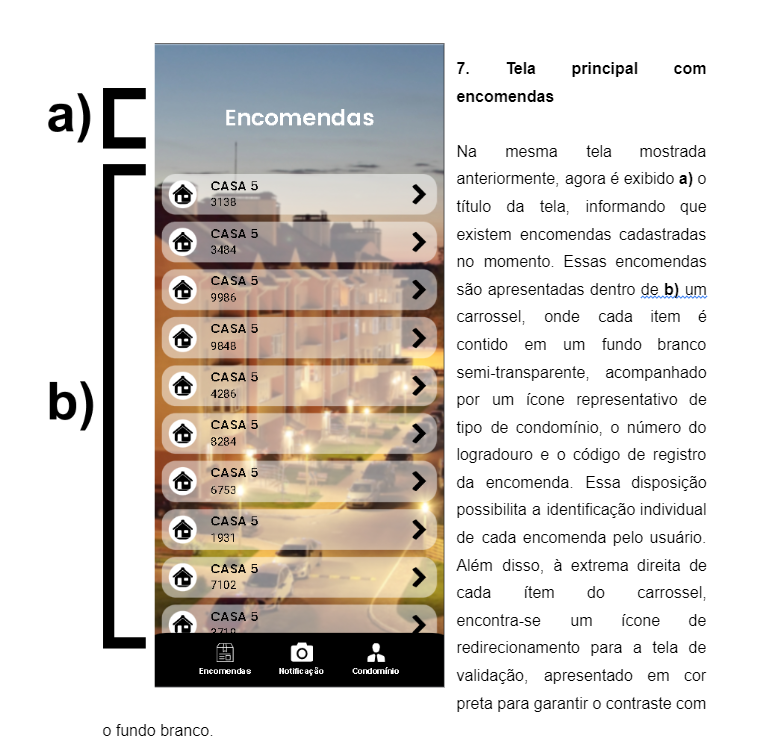 a)
b)
Encomendas
CASA 5
3138
CASA 5
3484
CASA 5
9986
CASA 5
9848
CASA 5
4286
CASA 5
8284
CASA 5
6753
CASA 5
1931
CASA 5
7102
CASA 5
3719
Encomendas
Notificação
Condomínio
7. Tela principal com
encomendas
Na mesma tela mostrada
anteriormente, agora é exibido a) o
título da tela, informando que
existem encomendas cadastradas
no momento. Essas encomendas
são apresentadas dentro de b) um
carrossel, onde cada item é
contido em um fundo branco
semi-transparente, acompanhado
por um ícone representativo de
tipo de condomínio, o número do
logradouro e o código de registro
da encomenda. Essa disposição
possibilita a identificação individual
de cada encomenda pelo usuário.
Além disso, à extrema direita de
cada ítem do carrossel,
encontra-se um ícone de
redirecionamento para a tela de
validação, apresentado em cor
preta para garantir o contraste com
o fundo branco.